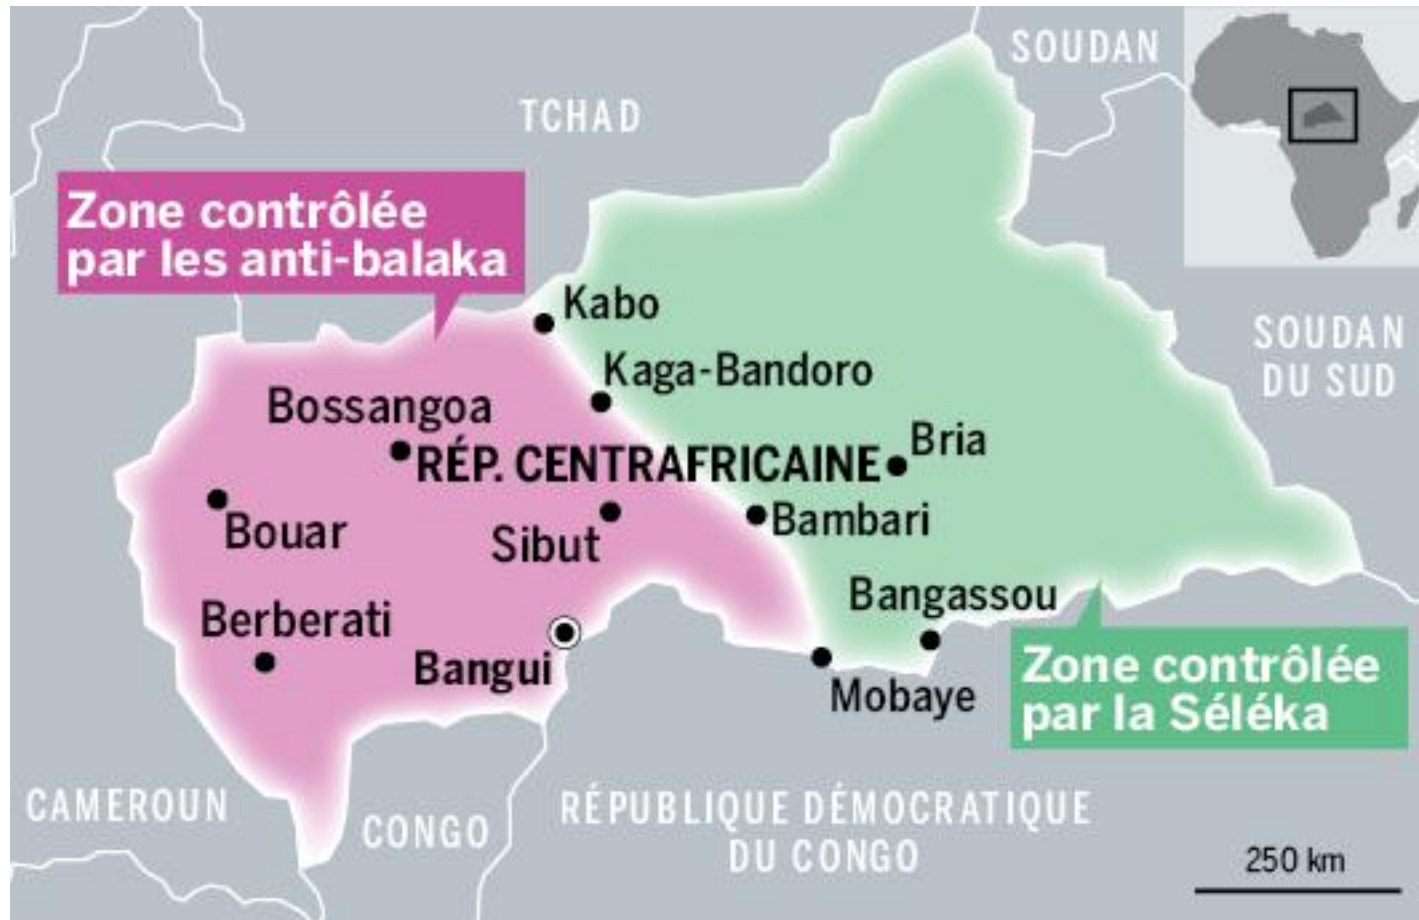 SOUDAN
TCHAD
Zone contrôlée
par les anti-balaka
Kabo
SOUDAN
DU SUD
Kaga-Bandoro
Bossangoa
Bria
RÉP. CENTRAFRICAINE
Bouar
Sibut
Bambari
Bangassou
Berberati
Bangui
Mobaye
Zone contrôlée
par la Séléka
CAMEROUN
CONGO
RÉPUBLIQUE DÉMOCRATIQUE
DU CONGO
250 km